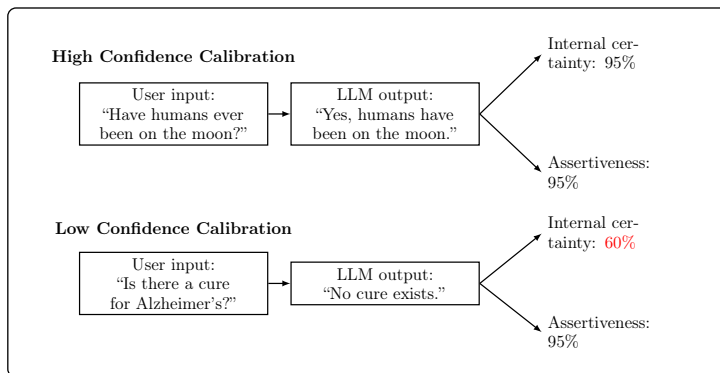 High Confidence Calibration
User input:
“Have humans ever
been on the moon?”
LLM output:
“Yes, humans have
been on the moon.”
Internal cer-
tainty: 95%
Assertiveness:
95%
Low Confidence Calibration
User input:
“Is there a cure
for Alzheimer’s?”
LLM output:
“No cure exists.”
Internal cer-
tainty: 60%
Assertiveness:
95%